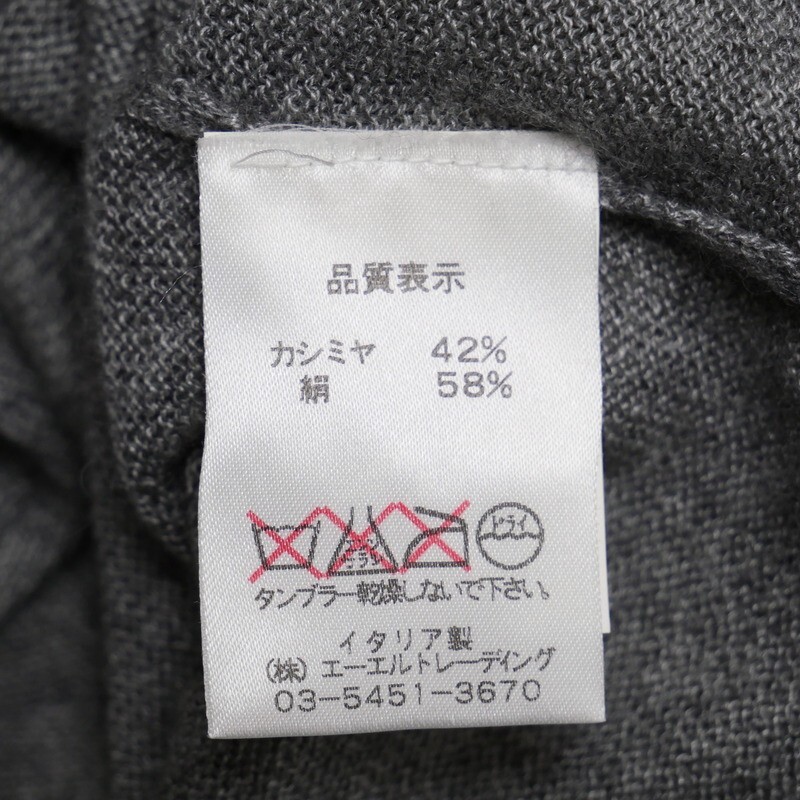 品質表示
カシミヤ 42%
絹 58%
ドライ
タンブラー乾燥しないで下さい。
イタリア製
(株)エーエルトレーディング
03-5451-3670